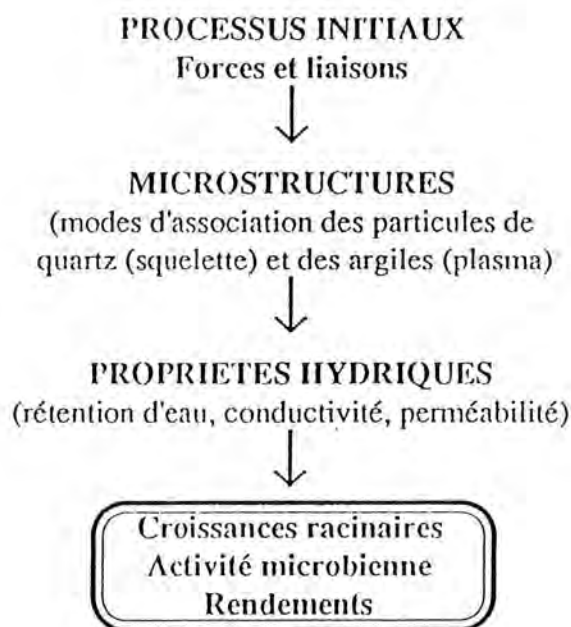 PROCESSUS INITIAUX
Forces et liaisons
MICROSTRUCTURES
(modes d'association des particules de
quartz (squelette) et des argiles (plasma)
PROPRIETES HYDRIQUES
(rétention d'eau, conductivité, perméabilité)
Croissances racinaires
Activité microbienne
Rendements